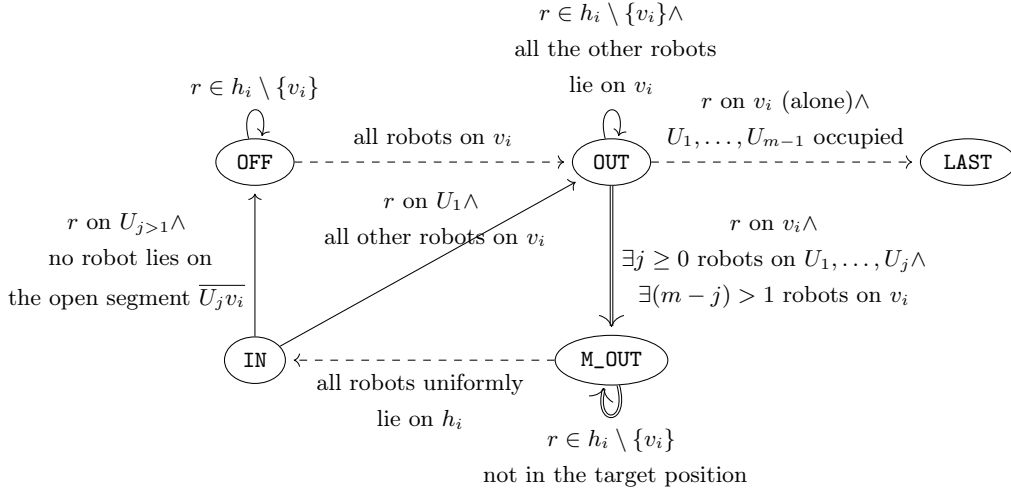 r ∈ h_i \ {v_i}∧
all the other robots
lie on v_i
r ∈ h_i \ {v_i}
r on v_i (alone)∧
U_1, . . . , U_{m−1} occupied
all robots on v_i
OFF
OUT
LAST
r on U_1∧
all other robots on v_i
r on U_{j>1}∧
no robot lies on
the open segment \overline{U_j v_i}
r on v_i∧
∃j ≥ 0 robots on U_1, . . . , U_j∧
∃(m − j) > 1 robots on v_i
IN
M_OUT
all robots uniformly
lie on h_i
r ∈ h_i \ {v_i}
not in the target position